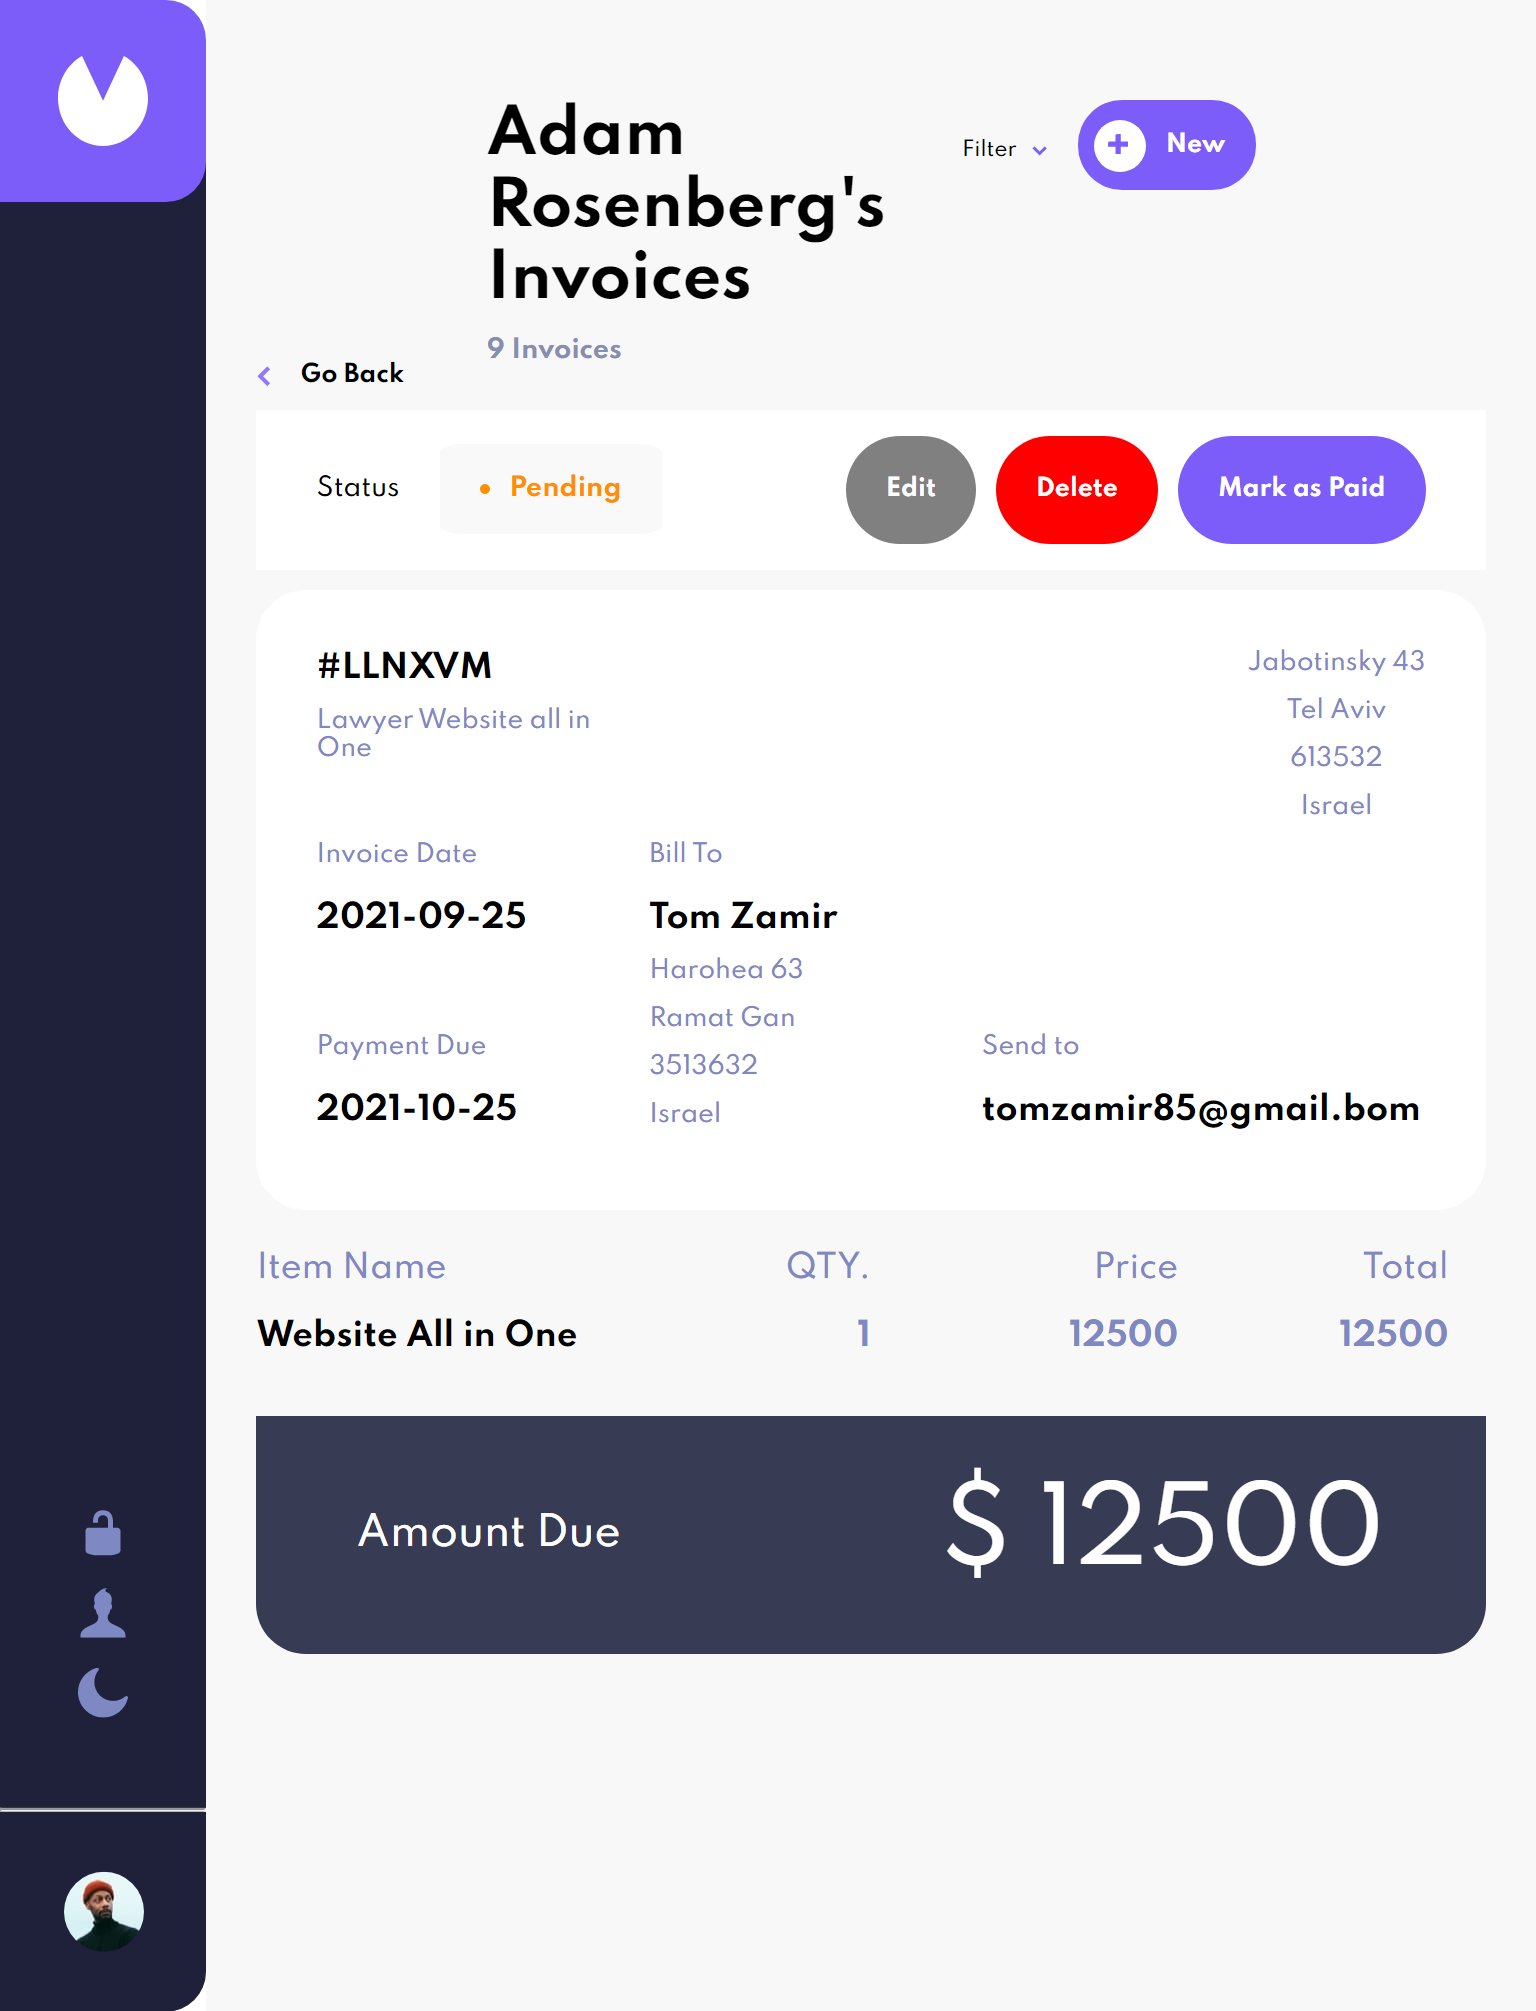 Adam
Rosenberg's
Invoices
9 Invoices
Filter
New
Go Back
Status
Pending
Edit
Delete
Mark as Paid
#LLNXVM
Lawyer Website all in
One
Jabotinsky 43
Tel Aviv
613532
Israel
Invoice Date
2021-09-25
Bill To
Tom Zamir
Harohea 63
Ramat Gan
3513632
Israel
Payment Due
2021-10-25
Send to
tomzamir85@gmail.bom
Item Name QTY. Price Total
Website All in One 1 12500 12500
Amount Due $ 12500